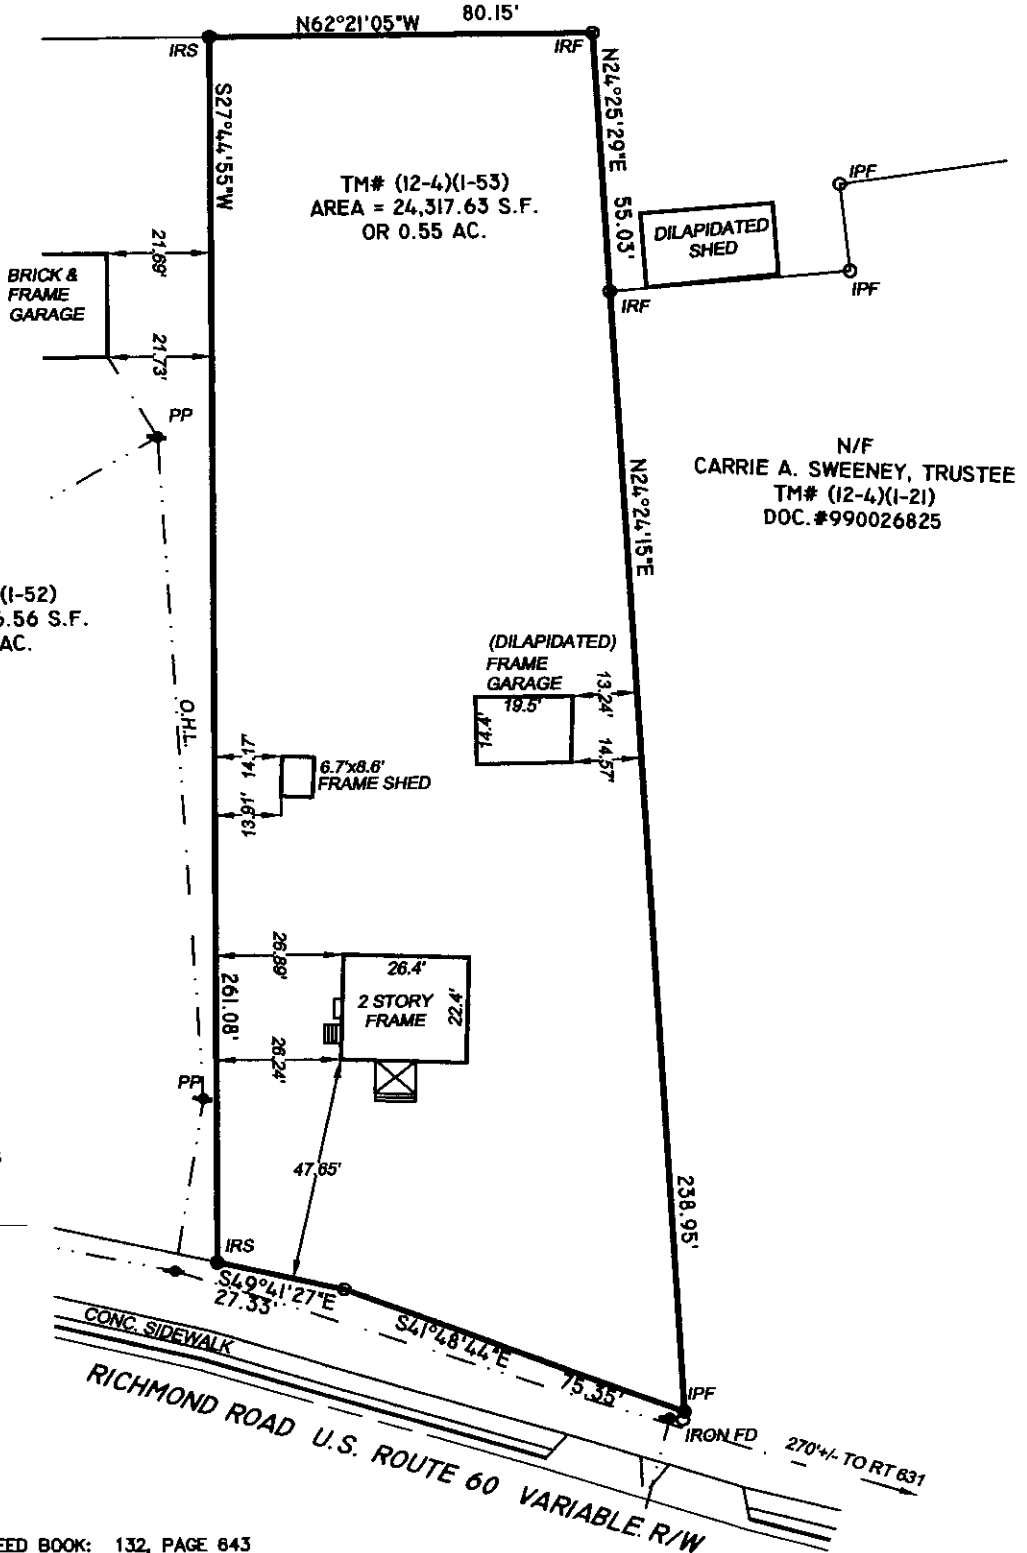 N62°21'05"W 80.15'
IRS
IRF
S27°44'55"W
N24°25'29"E 55.03'
TM# (12-4)(1-53)
AREA = 24,317.63 S.F.
OR 0.55 AC.
IPF
DILAPIDATED
SHED
IPF
IRF
21.69'
BRICK &
FRAME
GARAGE
21.73'
PP
N/F
CARRIE A. SWEENEY, TRUSTEE
TM# (12-4)(1-21)
DOC.#990026825
N24°24'15"E
(1-52)
6.56 S.F.
AC.
(DILAPIDATED)
FRAME
GARAGE
19.5'
14.4'
13.24'
14.57'
O.H.L.
14.17'
6.7'x8.6'
FRAME SHED
13.91'
26.89'
26.4'
2 STORY
FRAME
22.4'
261.08'
26.24'
PP
47.65'
238.95'
IRS
S49°41'27"E
27.33'
S41°48'44"E
75.35'
IPF
IRON FD
CONC. SIDEWALK
270'+/- TO RT 631
RICHMOND ROAD U.S. ROUTE 60 VARIABLE R/W
EED BOOK: 132, PAGE 643